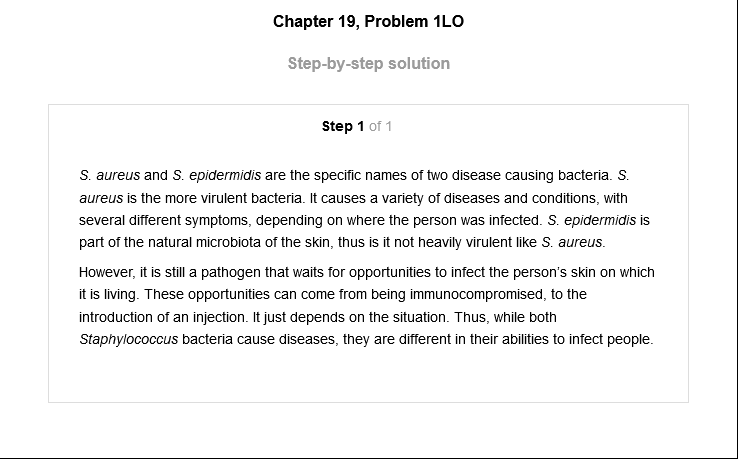 Chapter 19, Problem 1LO
Step-by-step solution
Step 1 of 1
S. aureus and S. epidermidis are the specific names of two disease causing bacteria. S.
aureus is the more virulent bacteria. It causes a variety of diseases and conditions, with
several different symptoms, depending on where the person was infected. S. epidermidis is
part of the natural microbiota of the skin, thus is it not heavily virulent like S. aureus.
However, it is still a pathogen that waits for opportunities to infect the person's skin on which
it is living. These opportunities can come from being immunocompromised, to the
introduction of an injection. It just depends on the situation. Thus, while both
Staphylococcus bacteria cause diseases, they are different in their abilities to infect people.